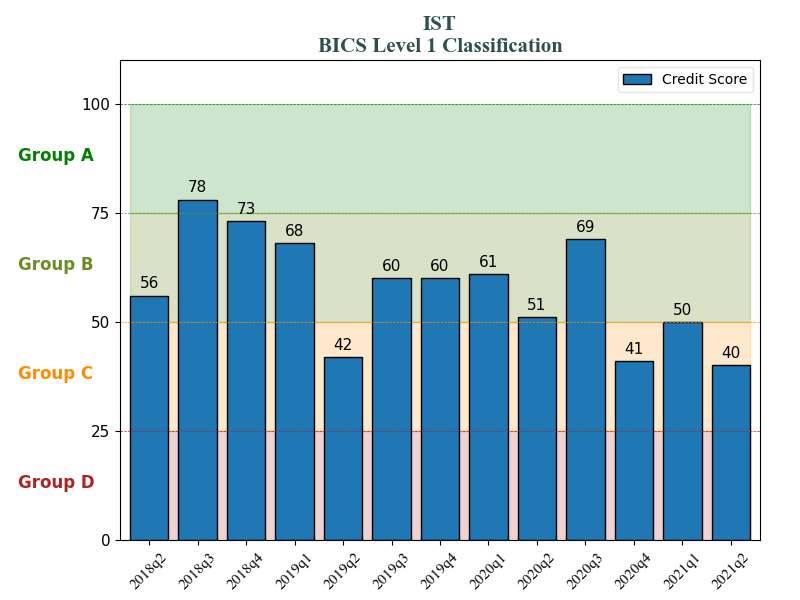 IST
BICS Level 1 Classification
Credit Score
100
Group A
78
73
75
69
68
Group B
60
60
61
56
51
50
50
42
41
40
Group C
25
Group D
0
2018q2
2018q3
2018q4
2019q1
2019q2
2019q3
2019q4
2020q1
2020q2
2020q3
2020q4
2021q1
2021q2